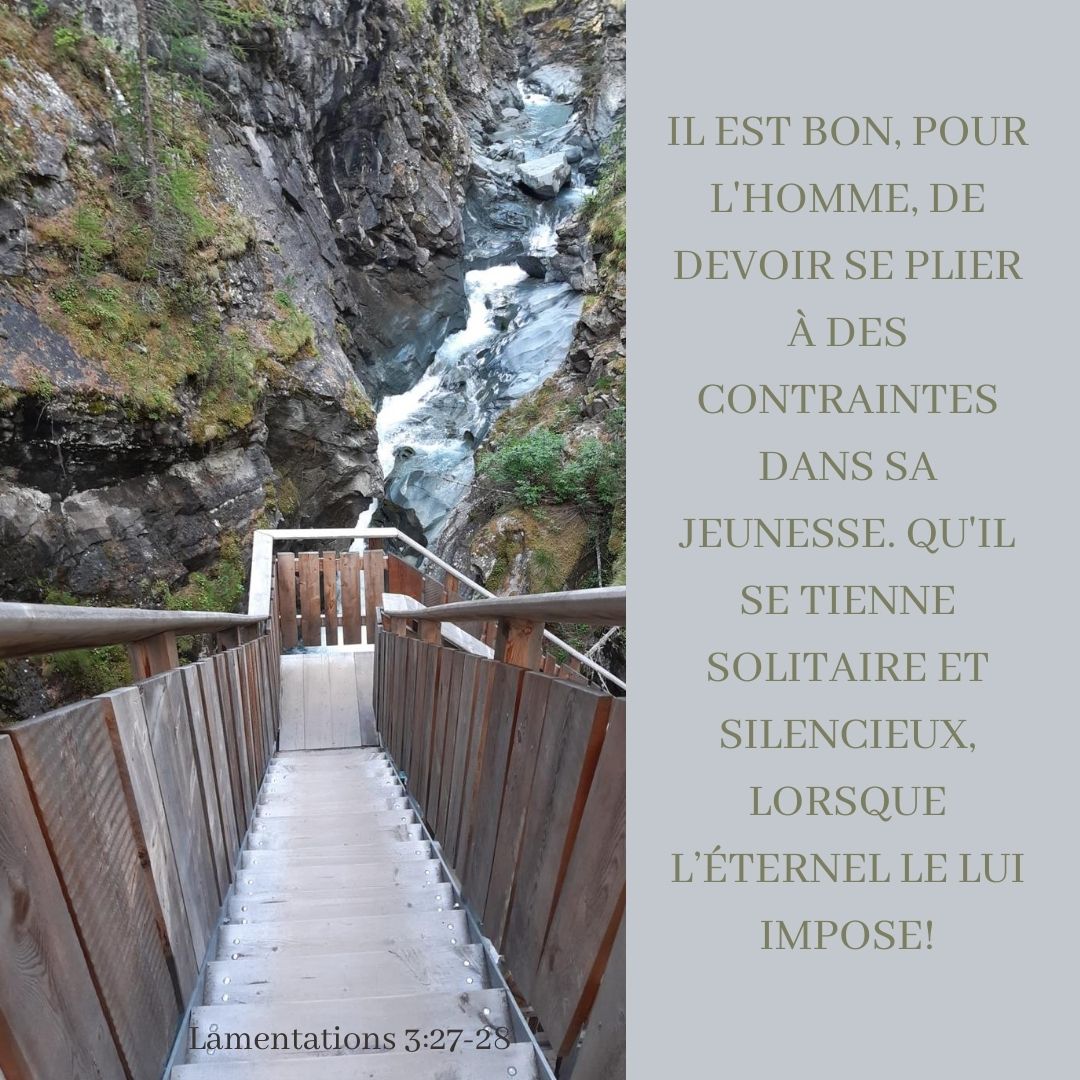 IL EST BON, POUR
L'HOMME, DE
DEVOIR SE PLIER
À DES
CONTRAINTES
DANS SA
JEUNESSE. QU'IL
SE TIENNE
SOLITAIRE ET
SILENCIEUX,
LORSQUE
L’ÉTERNEL LE LUI
IMPOSE!
Lamentations 3:27-28